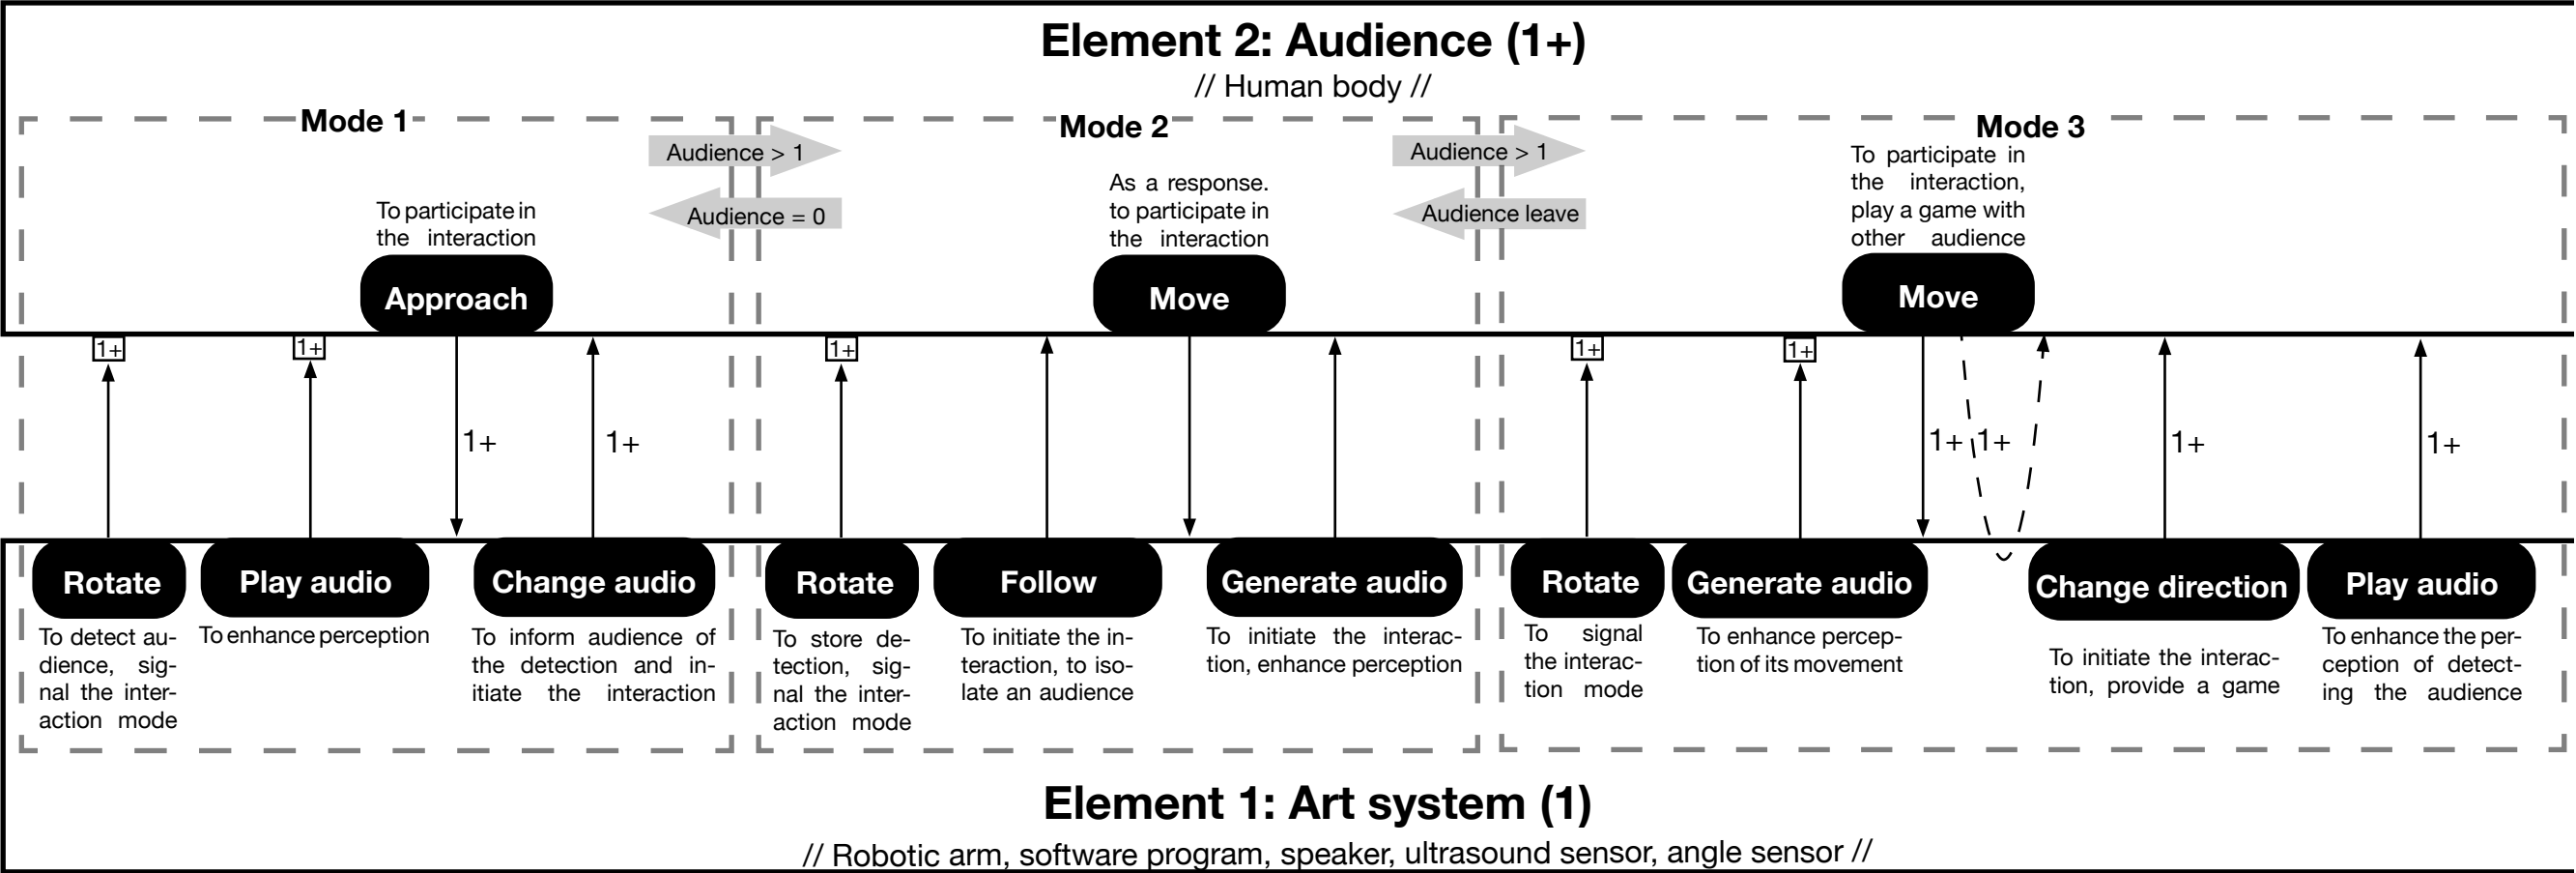 Element 2: Audience (1+)
// Human body //
Mode 1
Audience > 1
Audience = 0
To participate in
the interaction
Approach
1+
1+
1+
1+
Rotate
To detect au-
dience, sig-
nal the inter-
action mode
Play audio
To enhance perception
Change audio
To inform audience of
the detection and in-
itiate the interaction
Mode 2
Audience > 1
Audience leave
As a response.
to participate in
the interaction
Move
1+
Rotate
To store de-
tection, sig-
nal the inter-
action mode
Follow
To initiate the in-
teraction, to iso-
late an audience
Generate audio
To initiate the interac-
tion, enhance perception
Mode 3
To participate in
the interaction,
play a game with
other audience
Move
1+
1+
1+
1+
1+
1+
Rotate
To signal
the interac-
tion mode
Generate audio
To enhance percep-
tion of its movement
Change direction
To initiate the interac-
tion, provide a game
Play audio
To enhance the per-
ception of detect-
ing the audience
Element 1: Art system (1)
// Robotic arm, software program, speaker, ultrasound sensor, angle sensor //